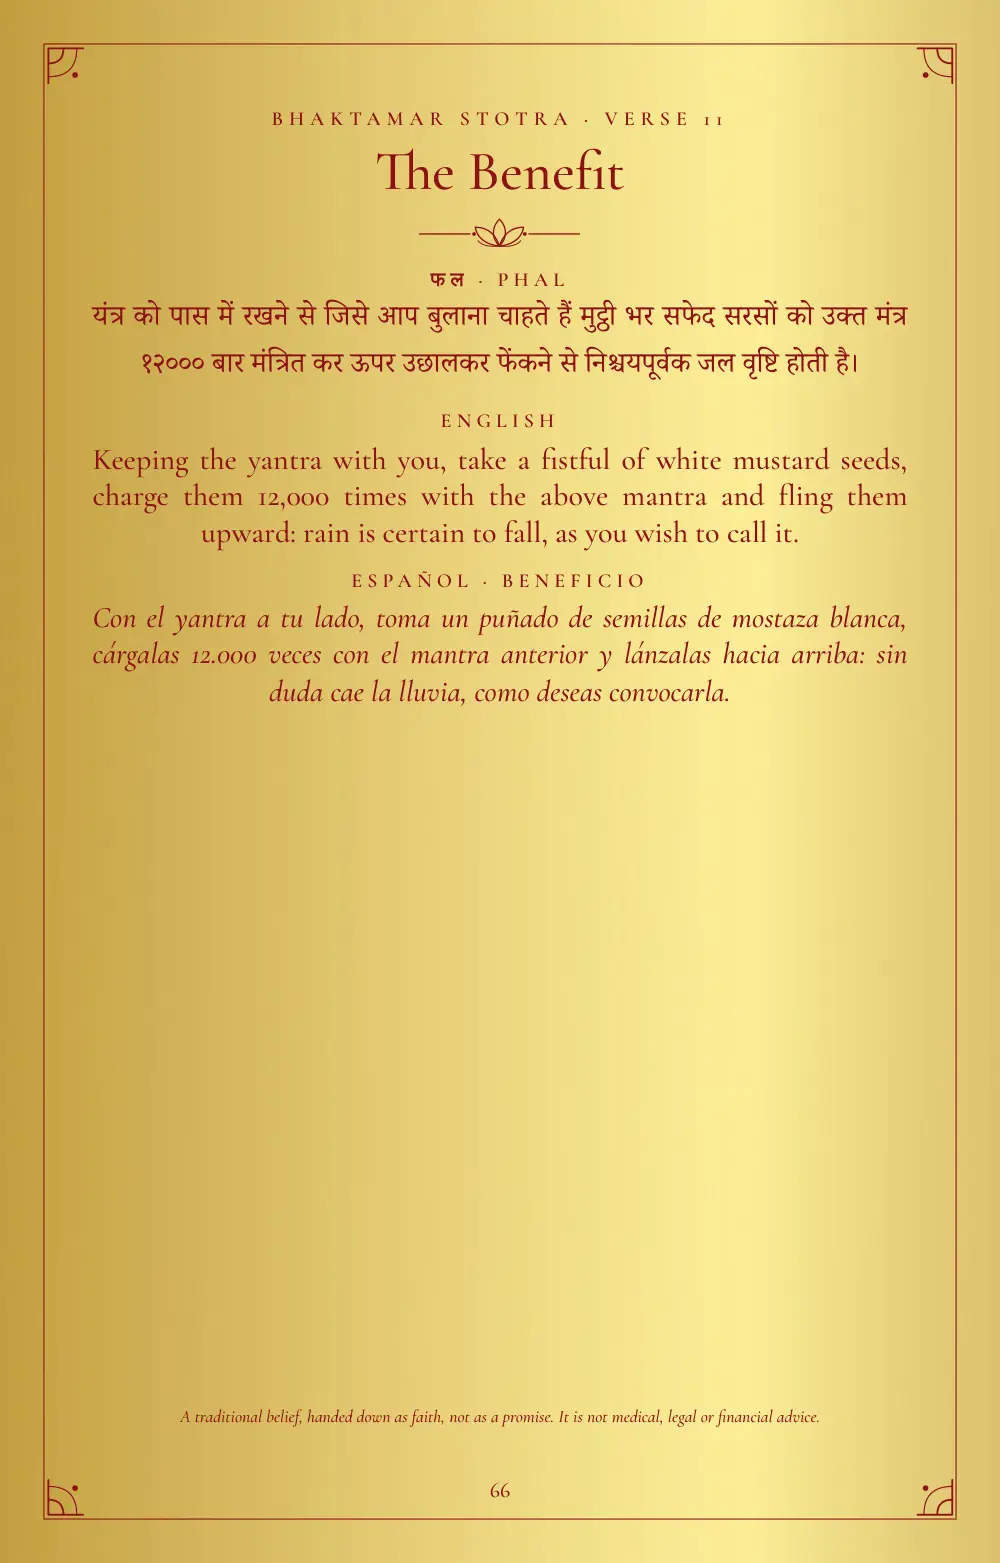 BHAKTAMAR STOTRA · VERSE 11
The Benefit
फल · PHAL
यंत्र को पास में रखने से जिसे आप बुलाना चाहते हैं मुट्ठी भर सफेद सरसों को उक्त मंत्र
१२००० बार मंत्रित कर ऊपर उछालकर फेंकने से निश्चयपूर्वक जल वृष्टि होती है।
ENGLISH
Keeping the yantra with you, take a fistful of white mustard seeds,
charge them 12,000 times with the above mantra and fling them
upward: rain is certain to fall, as you wish to call it.
ESPAÑOL · BENEFICIO
Con el yantra a tu lado, toma un puñado de semillas de mostaza blanca,
cárgalas 12.000 veces con el mantra anterior y lánzalas hacia arriba: sin
duda cae la lluvia, como deseas convocarla.
A traditional belief, handed down as faith, not as a promise. It is not medical, legal or financial advice.
66